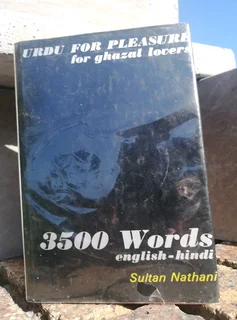 URDU FOR PLEASURE
for ghazal lovers
3500 Words
english-hindi
Sultan Nathani